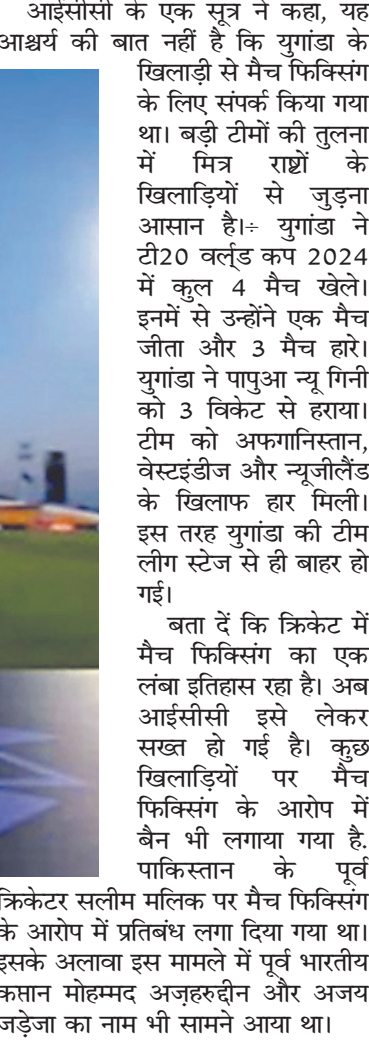 आईसीसी के एक सूत्र ने कहा, यह
आश्चर्य की बात नहीं है कि युगांडा के
खिलाड़ी से मैच फिक्सिंग
के लिए संपर्क किया गया
था। बड़ी टीमों की तुलना
में मित्र राष्ट्रों के
खिलाड़ियों से जुड़ना
आसान है।÷ युगांडा ने
टी20 वर्ल्ड कप 2024
में कुल 4 मैच खेले।
इनमें से उन्होंने एक मैच
जीता और 3 मैच हारे।
युगांडा ने पापुआ न्यू गिनी
को 3 विकेट से हराया।
टीम को अफगानिस्तान,
वेस्टइंडीज और न्यूजीलैंड
के खिलाफ हार मिली।
इस तरह युगांडा की टीम
लीग स्टेज से ही बाहर हो
गई।
बता दें कि क्रिकेट में
मैच फिक्सिंग का एक
लंबा इतिहास रहा है। अब
आईसीसी इसे लेकर
सख्त हो गई है। कुछ
खिलाड़ियों पर मैच
फिक्सिंग के आरोप में
बैन भी लगाया गया है.
पाकिस्तान के पूर्व
क्रिकेटर सलीम मलिक पर मैच फिक्सिंग
के आरोप में प्रतिबंध लगा दिया गया था।
इसके अलावा इस मामले में पूर्व भारतीय
कप्तान मोहम्मद अज़हरुद्दीन और अजय
जड़ेजा का नाम भी सामने आया था।